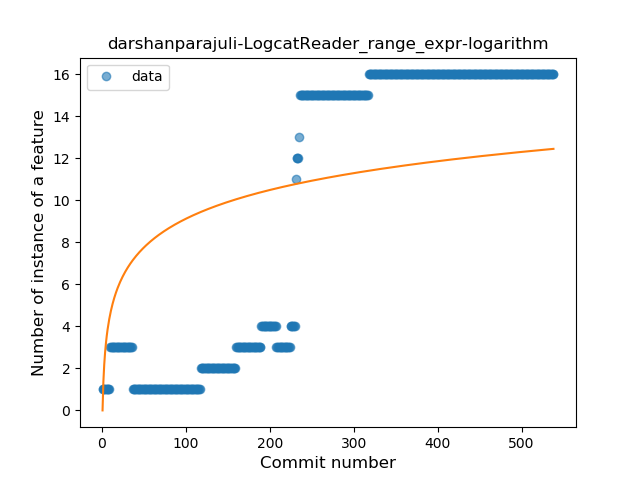 darshanparajuli-LogcatReader_range_expr-logarithm
data
Number of instance of a feature
16
14
12
10
8
6
4
2
0
0 100 200 300 400 500
Commit number